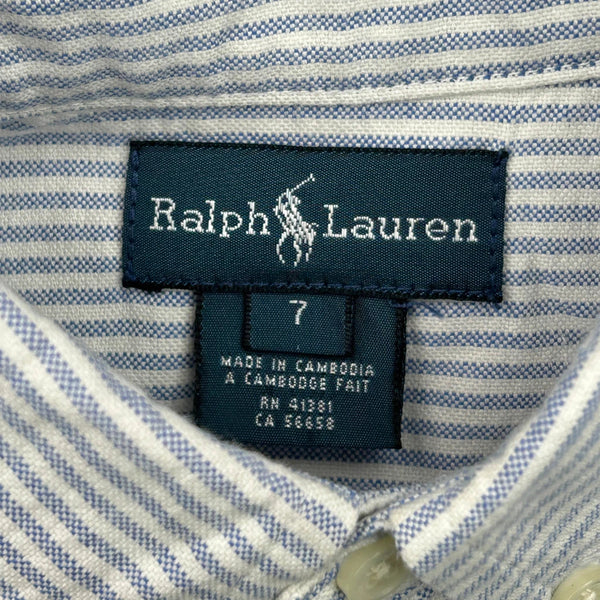 Ralph Lauren
7
MADE IN CAMBODIA
A CAMBODGE FAIT
RN 41381
CA 56658